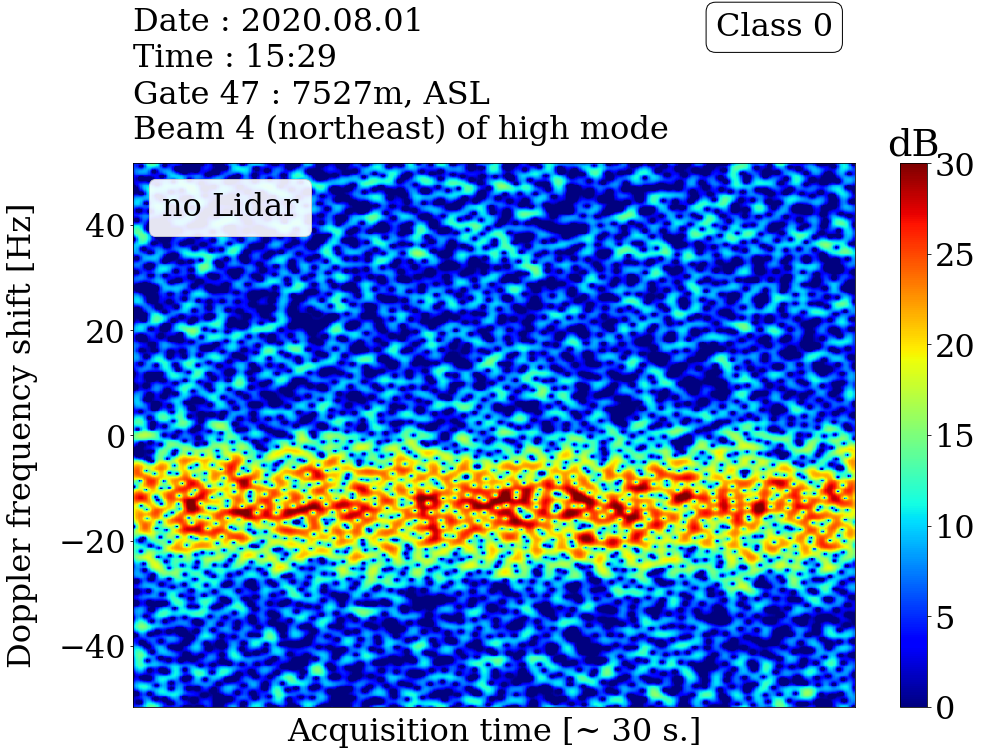 Date : 2020.08.01
Time : 15:29
Gate 47 : 7527m, ASL
Beam 4 (northeast) of high mode
Class 0
dB
no Lidar
Doppler frequency shift [Hz]
40
20
0
−20
−40
30
25
20
15
10
5
0
Acquisition time [~ 30 s.]